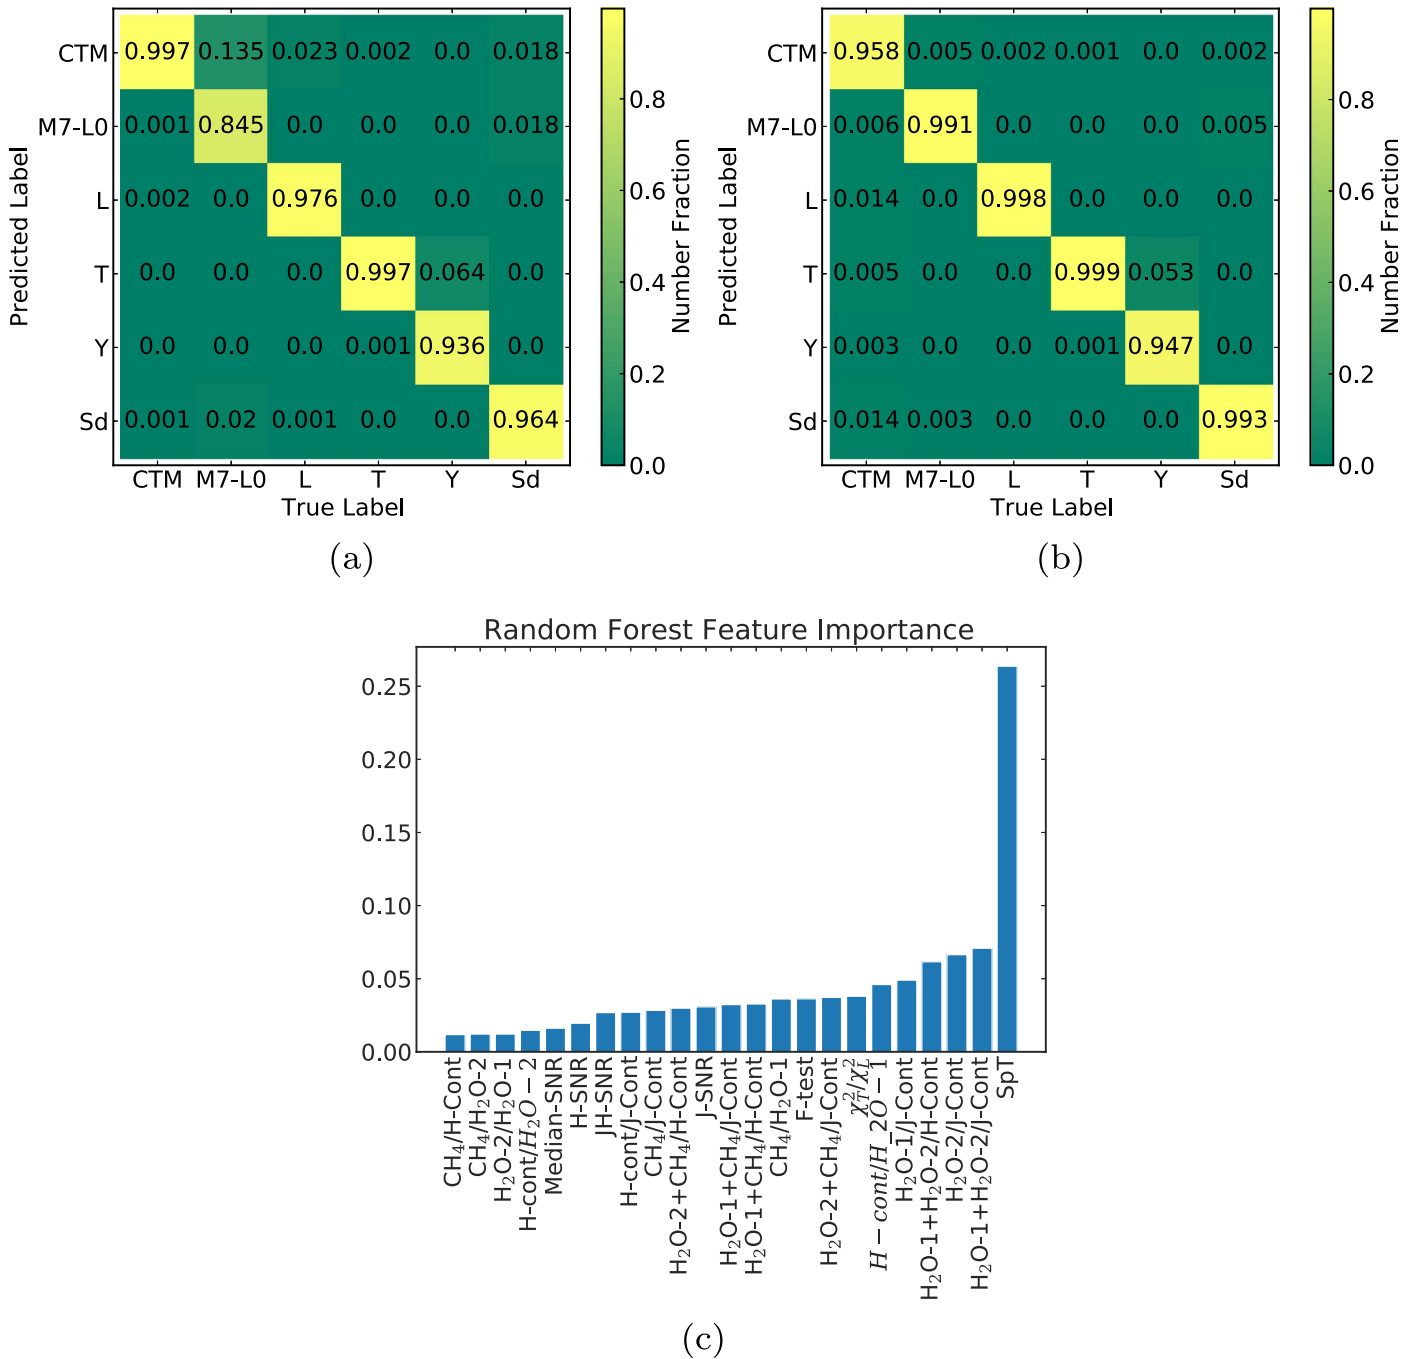 CTM 0.997 0.135 0.023 0.002 0.0 0.018
M7-L0 0.001 0.845 0.0 0.0 0.0 0.018
L 0.002 0.0 0.976 0.0 0.0 0.0
T 0.0 0.0 0.0 0.997 0.064 0.0
Y 0.0 0.0 0.0 0.001 0.936 0.0
Sd 0.001 0.02 0.001 0.0 0.0 0.964
CTM M7-L0 L T Y Sd
True Label
Predicted Label
0.8
0.6
0.4
0.2
0.0
Number Fraction
(a)
CTM 0.958 0.005 0.002 0.001 0.0 0.002
M7-L0 0.006 0.991 0.0 0.0 0.0 0.005
L 0.014 0.0 0.998 0.0 0.0 0.0
T 0.005 0.0 0.0 0.999 0.053 0.0
Y 0.003 0.0 0.0 0.001 0.947 0.0
Sd 0.014 0.003 0.0 0.0 0.0 0.993
CTM M7-L0 L T Y Sd
True Label
Predicted Label
0.8
0.6
0.4
0.2
0.0
Number Fraction
(b)
Random Forest Feature Importance
0.25
0.20
0.15
0.10
0.05
0.00
CH₄/H-Cont
CH₄/H₂O-2
H₂O-2/H₂O-1
H-cont/H₂O−2
Median-SNR
H-SNR
JH-SNR
H-cont/J-Cont
CH₄/J-Cont
H₂O-2+CH₄/H-Cont
J-SNR
H₂O-1+CH₄/J-Cont
H₂O-1+CH₄/H-Cont
CH₄/H₂O-1
F-test
H₂O-2+CH₄/J-Cont
χ²_T/χ²_L
H−cont/H_2O−1
H₂O-1/J-Cont
H₂O-1+H₂O-2/H-Cont
H₂O-2/J-Cont
H₂O-1+H₂O-2/J-Cont
SpT
(c)